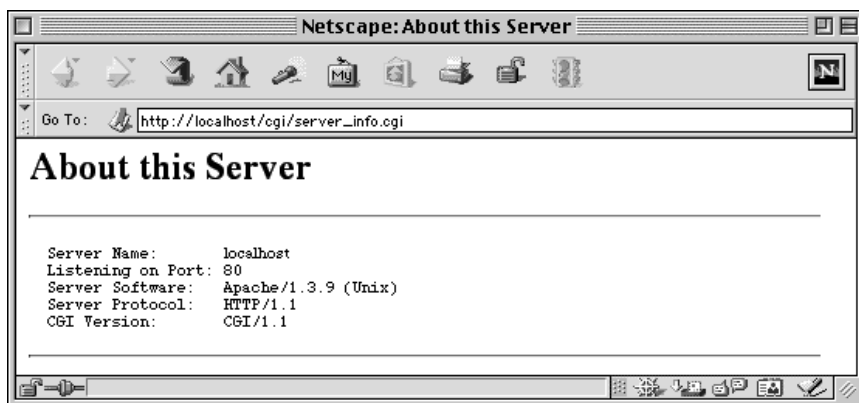 Netscape: About this Server
My
N
Go To: http://localhost/cgi/server_info.cgi
About this Server
Server Name: localhost
Listening on Port: 80
Server Software: Apache/1.3.9 (Unix)
Server Protocol: HTTP/1.1
CGI Version: CGI/1.1